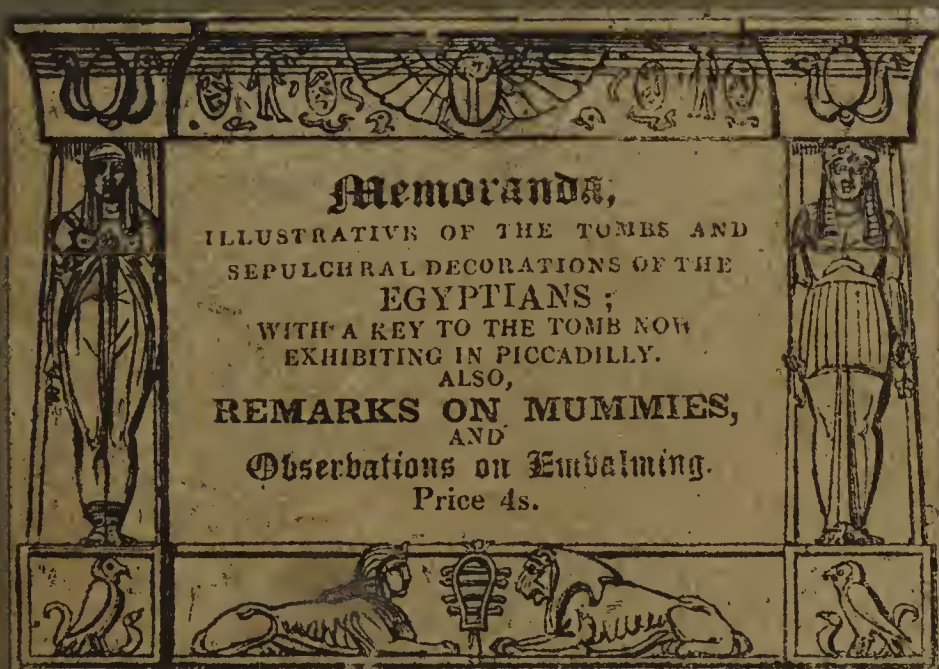 Memoranda,
ILLUSTRATIVE OF THE TOMBS AND
SEPULCHRAL DECORATIONS OF THE
EGYPTIANS;
WITH A KEY TO THE TOMB NOW
EXHIBITING IN PICCADILLY.
ALSO,
REMARKS ON MUMMIES,
AND
Observations on Embalming.
Price 4s.